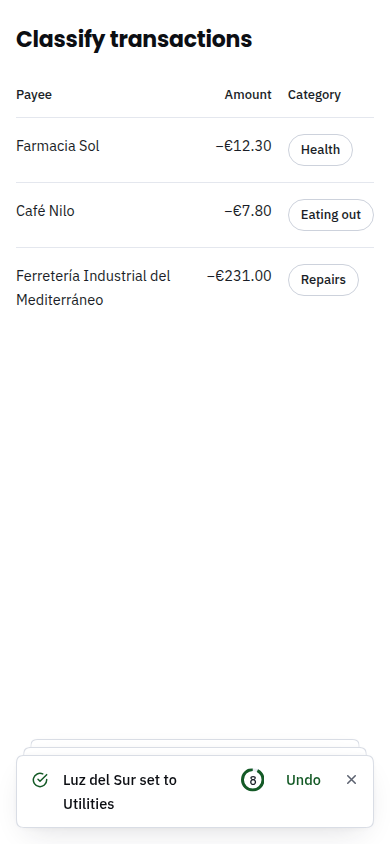 Classify transactions
Payee Amount Category
Farmacia Sol −€12.30 Health
Café Nilo −€7.80 Eating out
Ferretería Industrial del −€231.00 Repairs
Mediterráneo
Luz del Sur set to 8 Undo
Utilities